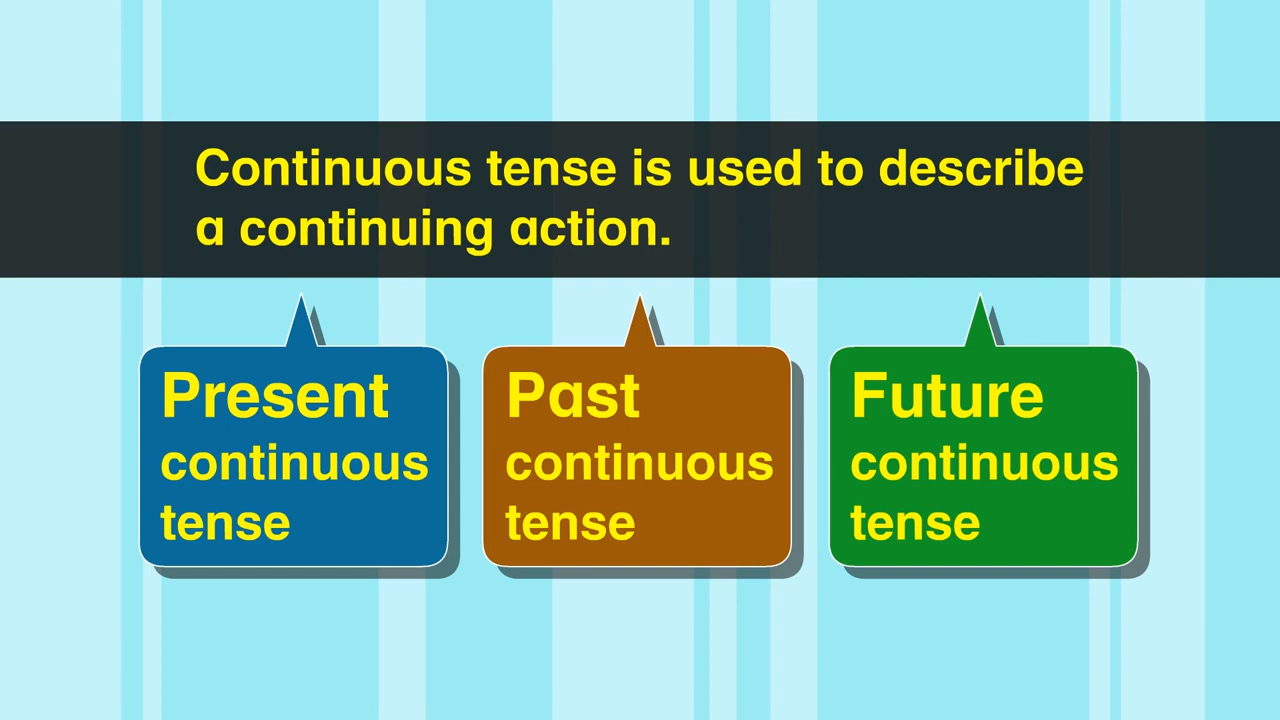 Continuous tense is used to describe
a continuing action.
Present
continuous
tense
Past
continuous
tense
Future
continuous
tense